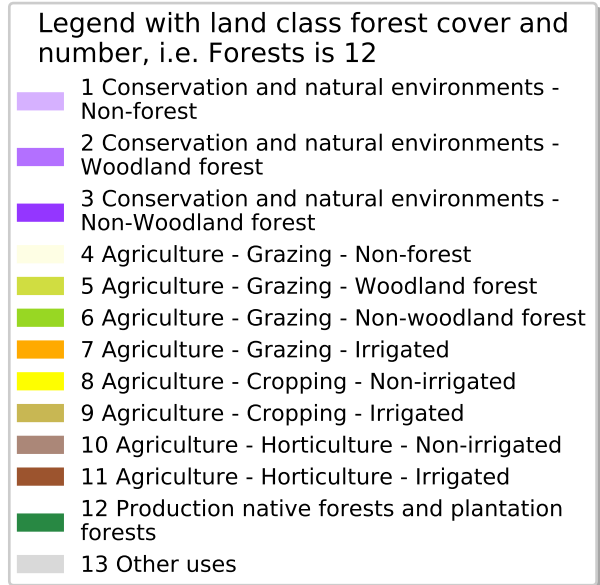 Legend with land class forest cover and
number, i.e. Forests is 12
1 Conservation and natural environments -
Non-forest
2 Conservation and natural environments -
Woodland forest
3 Conservation and natural environments -
Non-Woodland forest
4 Agriculture - Grazing - Non-forest
5 Agriculture - Grazing - Woodland forest
6 Agriculture - Grazing - Non-woodland forest
7 Agriculture - Grazing - Irrigated
8 Agriculture - Cropping - Non-irrigated
9 Agriculture - Cropping - Irrigated
10 Agriculture - Horticulture - Non-irrigated
11 Agriculture - Horticulture - Irrigated
12 Production native forests and plantation
forests
13 Other uses